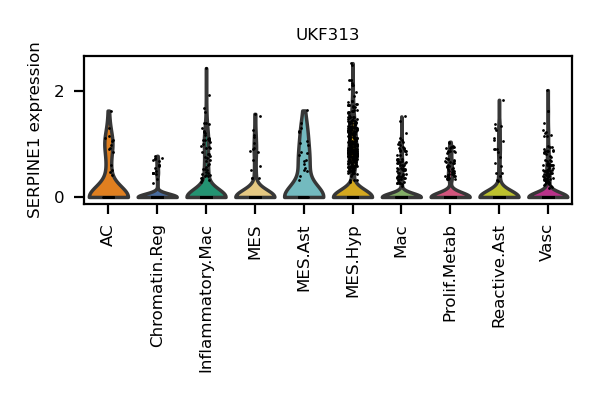 UKF313
SERPINE1 expression
2
0
AC
Chromatin.Reg
Inflammatory.Mac
MES
MES.Ast
MES.Hyp
Mac
Prolif.Metab
Reactive.Ast
Vasc